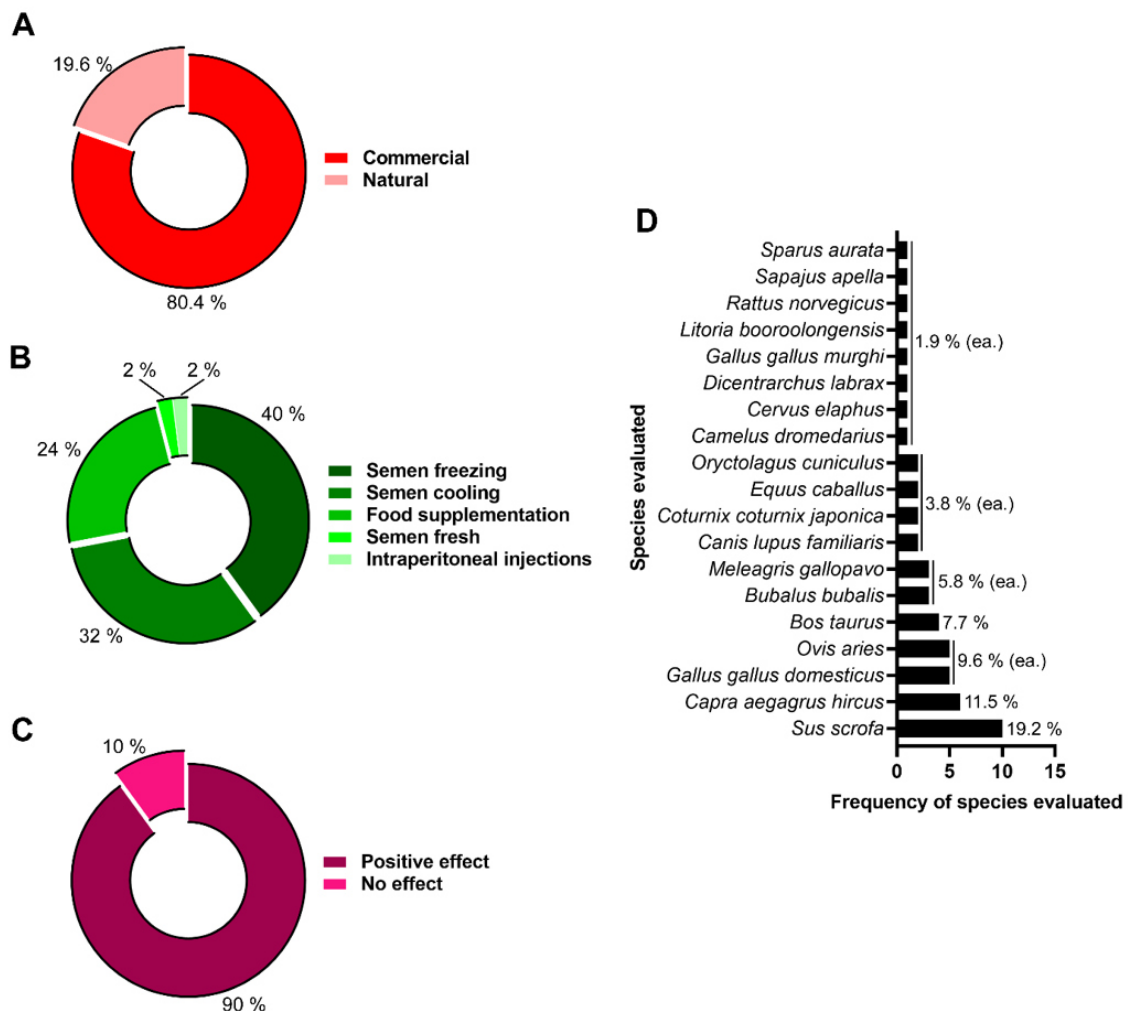 A
19.6 %
Commercial
Natural
80.4 %
B
2 %
2 %
40 %
24 %
Semen freezing
Semen cooling
Food supplementation
Semen fresh
Intraperitoneal injections
32 %
C
10 %
Positive effect
No effect
90 %
D
Species evaluated
Sparus aurata
Sapajus apella
Rattus norvegicus
Litoria booroolongensis
1.9 % (ea.)
Gallus gallus murghi
Dicentrarchus labrax
Cervus elaphus
Camelus dromedarius
Oryctolagus cuniculus
Equus caballus
3.8 % (ea.)
Coturnix coturnix japonica
Canis lupus familiaris
Meleagris gallopavo
5.8 % (ea.)
Bubalus bubalis
Bos taurus
7.7 %
Ovis aries
9.6 % (ea.)
Gallus gallus domesticus
Capra aegagrus hircus
11.5 %
Sus scrofa
19.2 %
0 5 10 15
Frequency of species evaluated